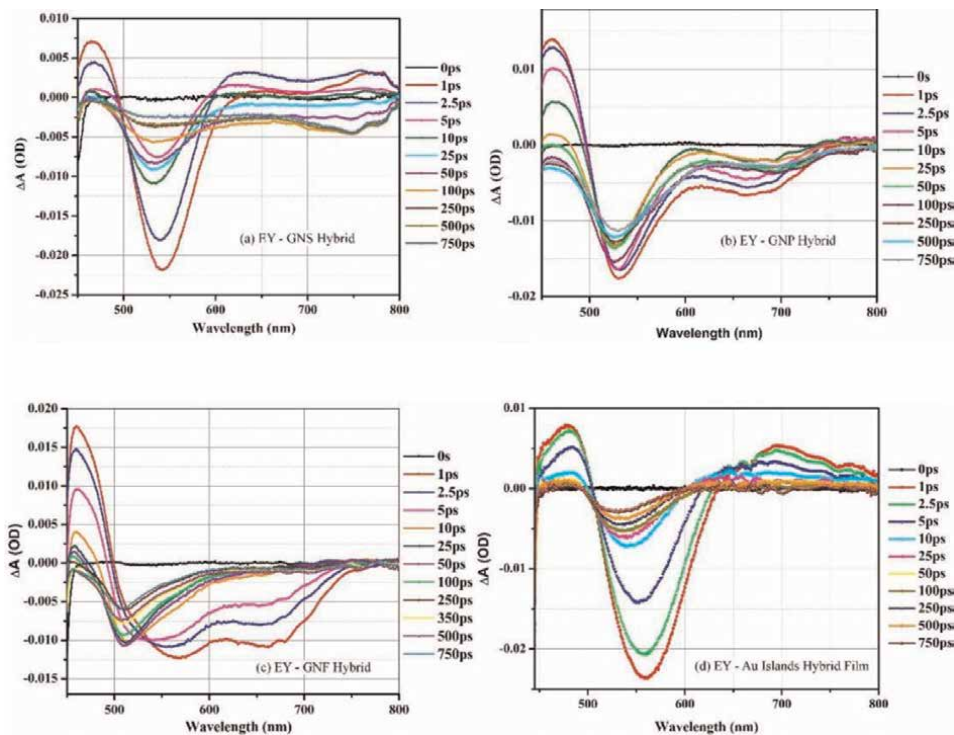 0.010
0.005
0.000
-0.005
-0.010
-0.015
-0.020
-0.025
ΔA (OD)
500 600 700 800
Wavelength (nm)
(a) EY - GNS Hybrid
0ps
1ps
2.5ps
5ps
10ps
25ps
50ps
100ps
250ps
500ps
750ps
0.01
0.00
-0.01
-0.02
ΔA (OD)
500 600 700 800
Wavelength (nm)
(b) EY - GNP Hybrid
0s
1ps
2.5ps
5ps
10ps
25ps
50ps
100ps
250ps
500ps
750ps
0.020
0.015
0.010
0.005
0.000
-0.005
-0.010
-0.015
ΔA (OD)
500 600 700 800
Wavelength (nm)
(c) EY - GNF Hybrid
0s
1ps
2.5ps
5ps
10ps
25ps
50ps
100ps
250ps
350ps
500ps
750ps
0.01
0.00
-0.01
-0.02
ΔA (OD)
500 600 700 800
Wavelength (nm)
(d) EY - Au Islands Hybrid Film
0ps
1ps
2.5ps
5ps
10ps
25ps
50ps
100ps
250ps
500ps
750ps